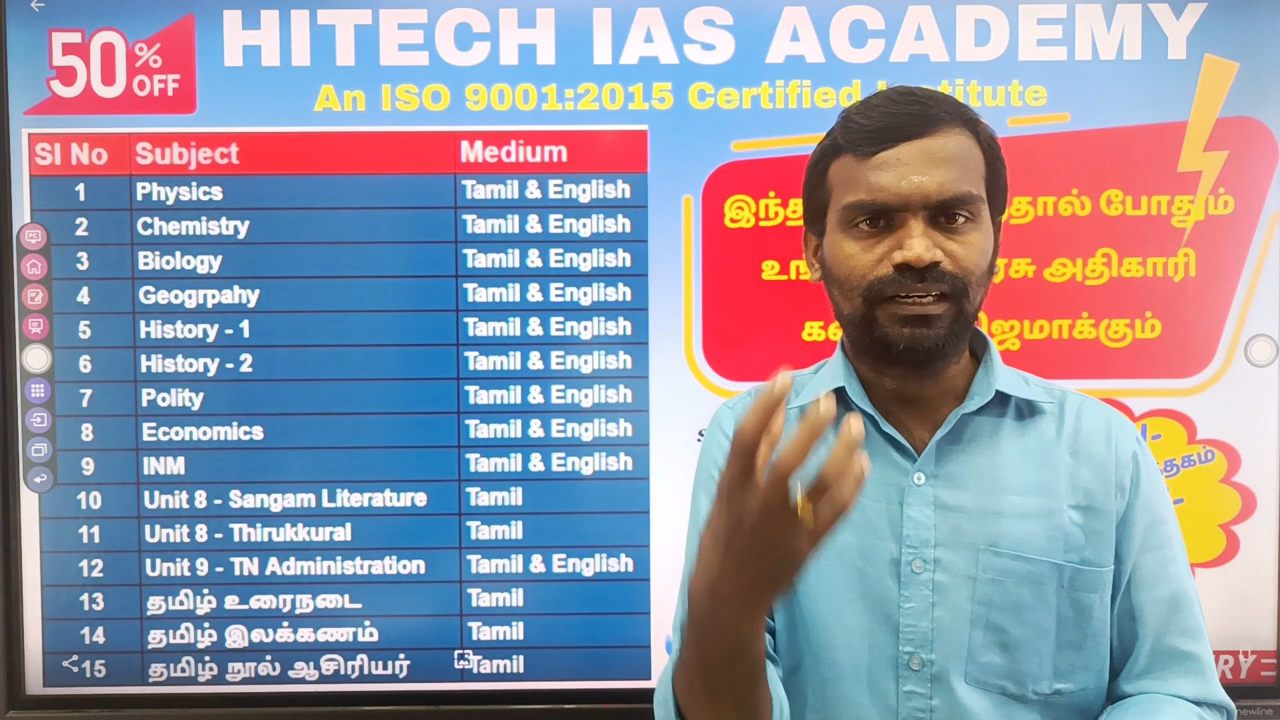 50% OFF
HITECH IAS ACADEMY
An ISO 9001:2015 Certified
Sl No Subject Medium
1 Physics Tamil & English
2 Chemistry Tamil & English
3 Biology Tamil & English
4 Geogrpahy Tamil & English
5 History - 1 Tamil & English
6 History - 2 Tamil & English
7 Polity Tamil & English
8 Economics Tamil & English
9 INM Tamil & English
10 Unit 8 - Sangam Literature Tamil
11 Unit 8 - Thirukkural Tamil
12 Unit 9 - TN Administration Tamil & English
13 தமிழ் உரைநடை Tamil
14 தமிழ் இலக்கணம் Tamil
15 தமிழ் நூல் ஆசிரியர் Tamil
போதும்
அதிகாரி
newline